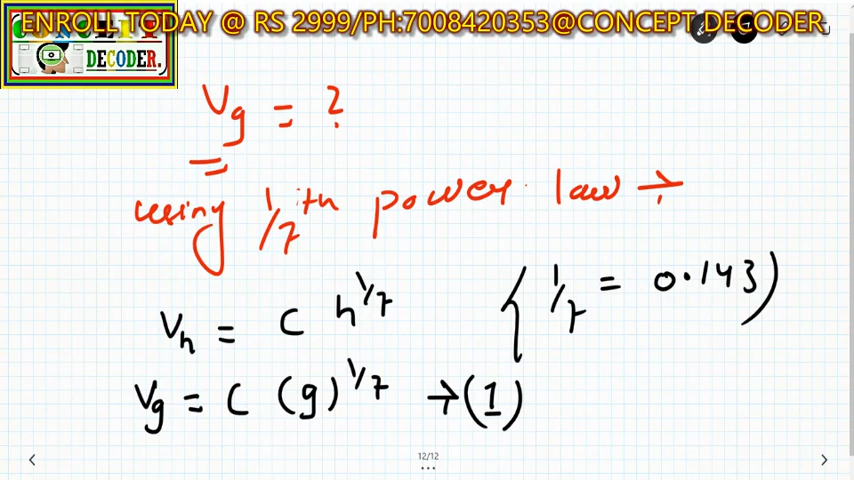 ENROLL TODAY @ RS 2999/PH:7008420353@CONCEPT DECODER
DECODER.
Vg = ?
using 1/7th power law →
Vh = C h^1/7 { 1/7 = 0.143 )
Vg = C (g)^1/7 → (1)
12/12